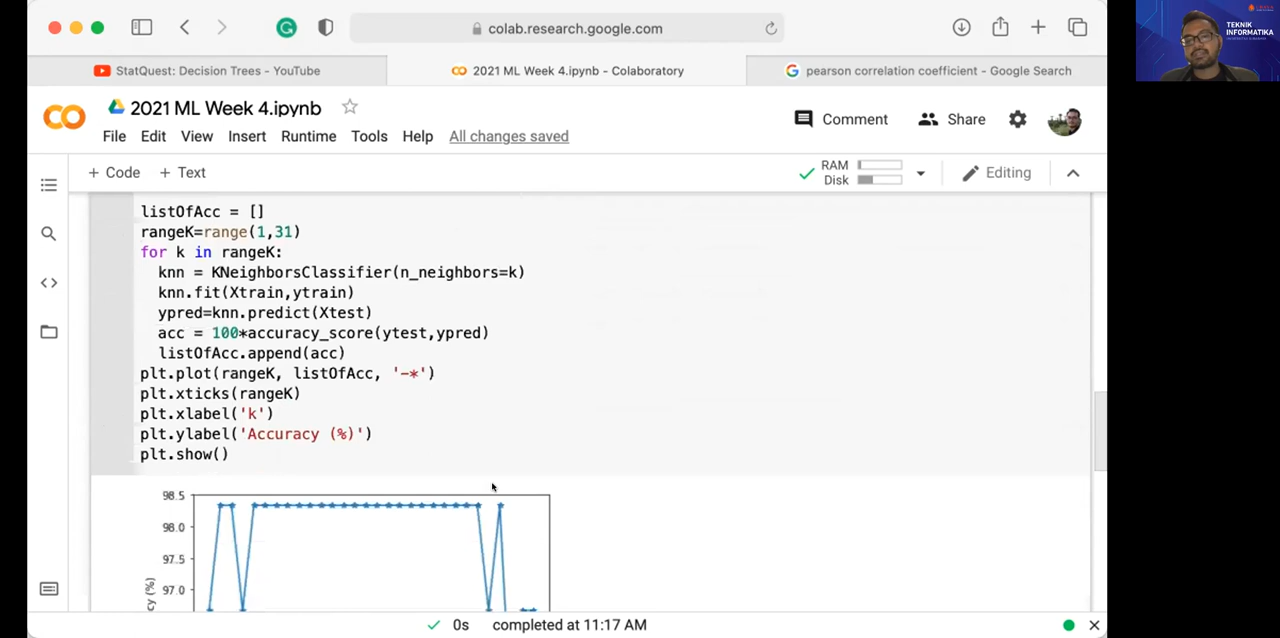 colab.research.google.com
StatQuest: Decision Trees - YouTube
2021 ML Week 4.ipynb - Colaboratory
pearson correlation coefficient - Google Search
TEKNIK
INFORMATIKA
2021 ML Week 4.ipynb
Comment
Share
File Edit View Insert Runtime Tools Help All changes saved
+ Code + Text
RAM
Disk
Editing
listOfAcc = []
rangeK=range(1,31)
for k in rangeK:
  knn = KNeighborsClassifier(n_neighbors=k)
  knn.fit(Xtrain,ytrain)
  ypred=knn.predict(Xtest)
  acc = 100*accuracy_score(ytest,ypred)
  listOfAcc.append(acc)
plt.plot(rangeK, listOfAcc, '-*')
plt.xticks(rangeK)
plt.xlabel('k')
plt.ylabel('Accuracy (%)')
plt.show()
98.5
98.0
97.5
97.0
cy (%)
0s completed at 11:17 AM